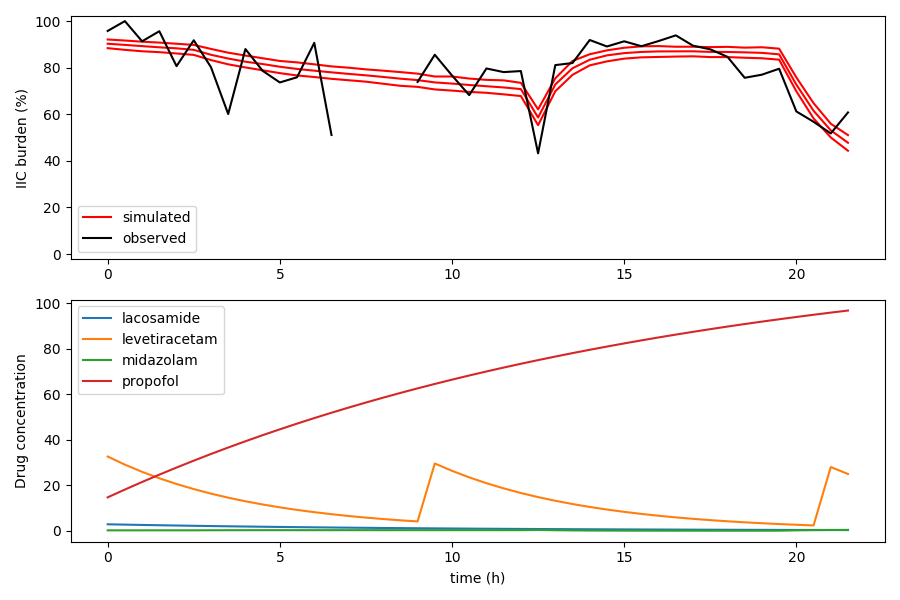 100
80
60
40
20
0
IIC burden (%)
simulated
observed
0 5 10 15 20
100
80
60
40
20
0
Drug concentration
lacosamide
levetiracetam
midazolam
propofol
0 5 10 15 20
time (h)